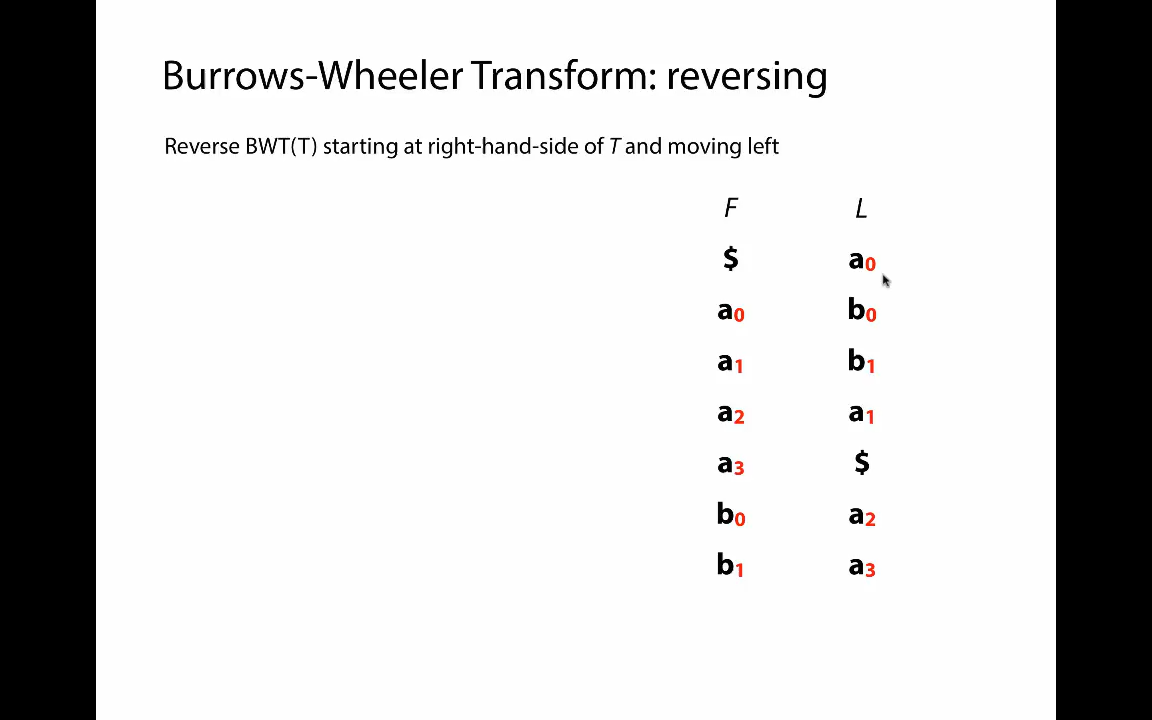 Burrows-Wheeler Transform: reversing
Reverse BWT(T) starting at right-hand-side of T and moving left
F L
$ a0
a0 b0
a1 b1
a2 a1
a3 $
b0 a2
b1 a3